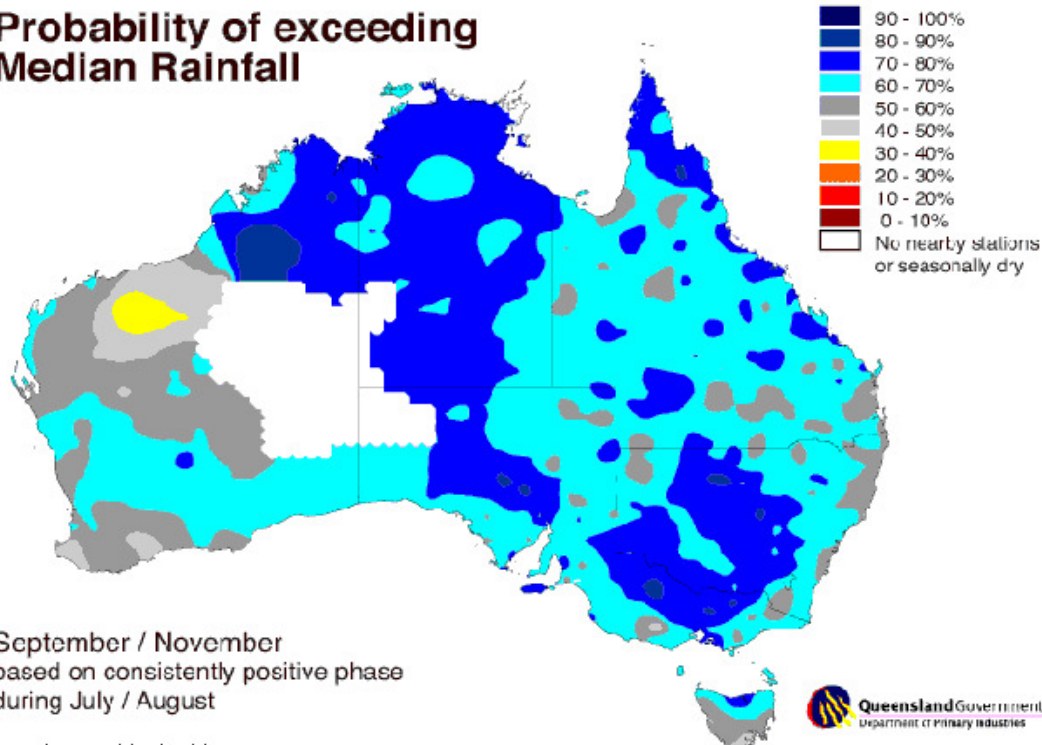 Probability of exceeding
Median Rainfall
90 - 100%
80 - 90%
70 - 80%
60 - 70%
50 - 60%
40 - 50%
30 - 40%
20 - 30%
10 - 20%
0 - 10%
No nearby stations
or seasonally dry
September / November
based on consistently positive phase
during July / August
Queensland Government
Department of Primary Industries